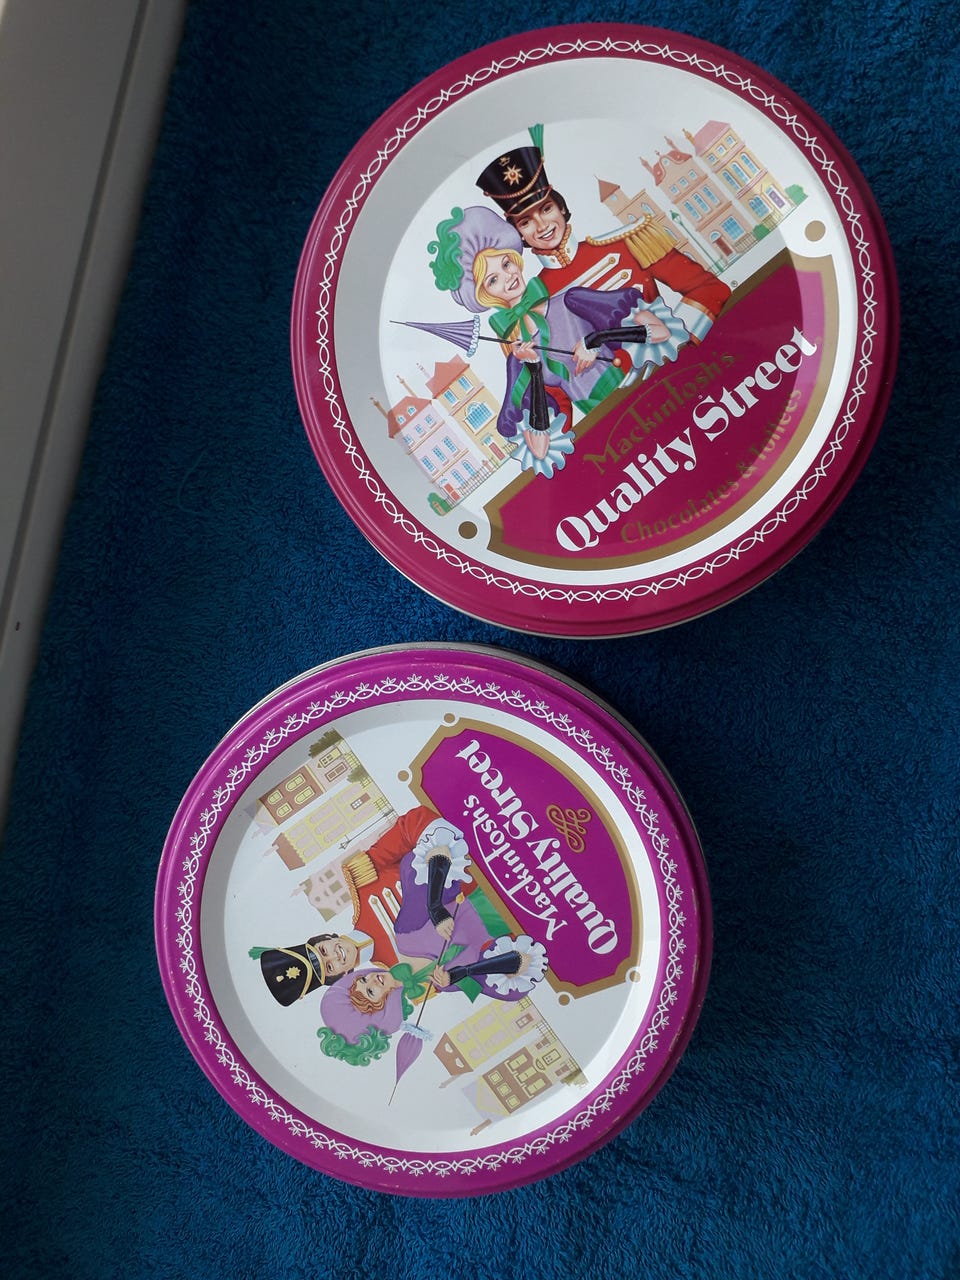 Mackintosh's
Quality Street
Chocolates & Toffees
®
Mackintosh's
Quality Street